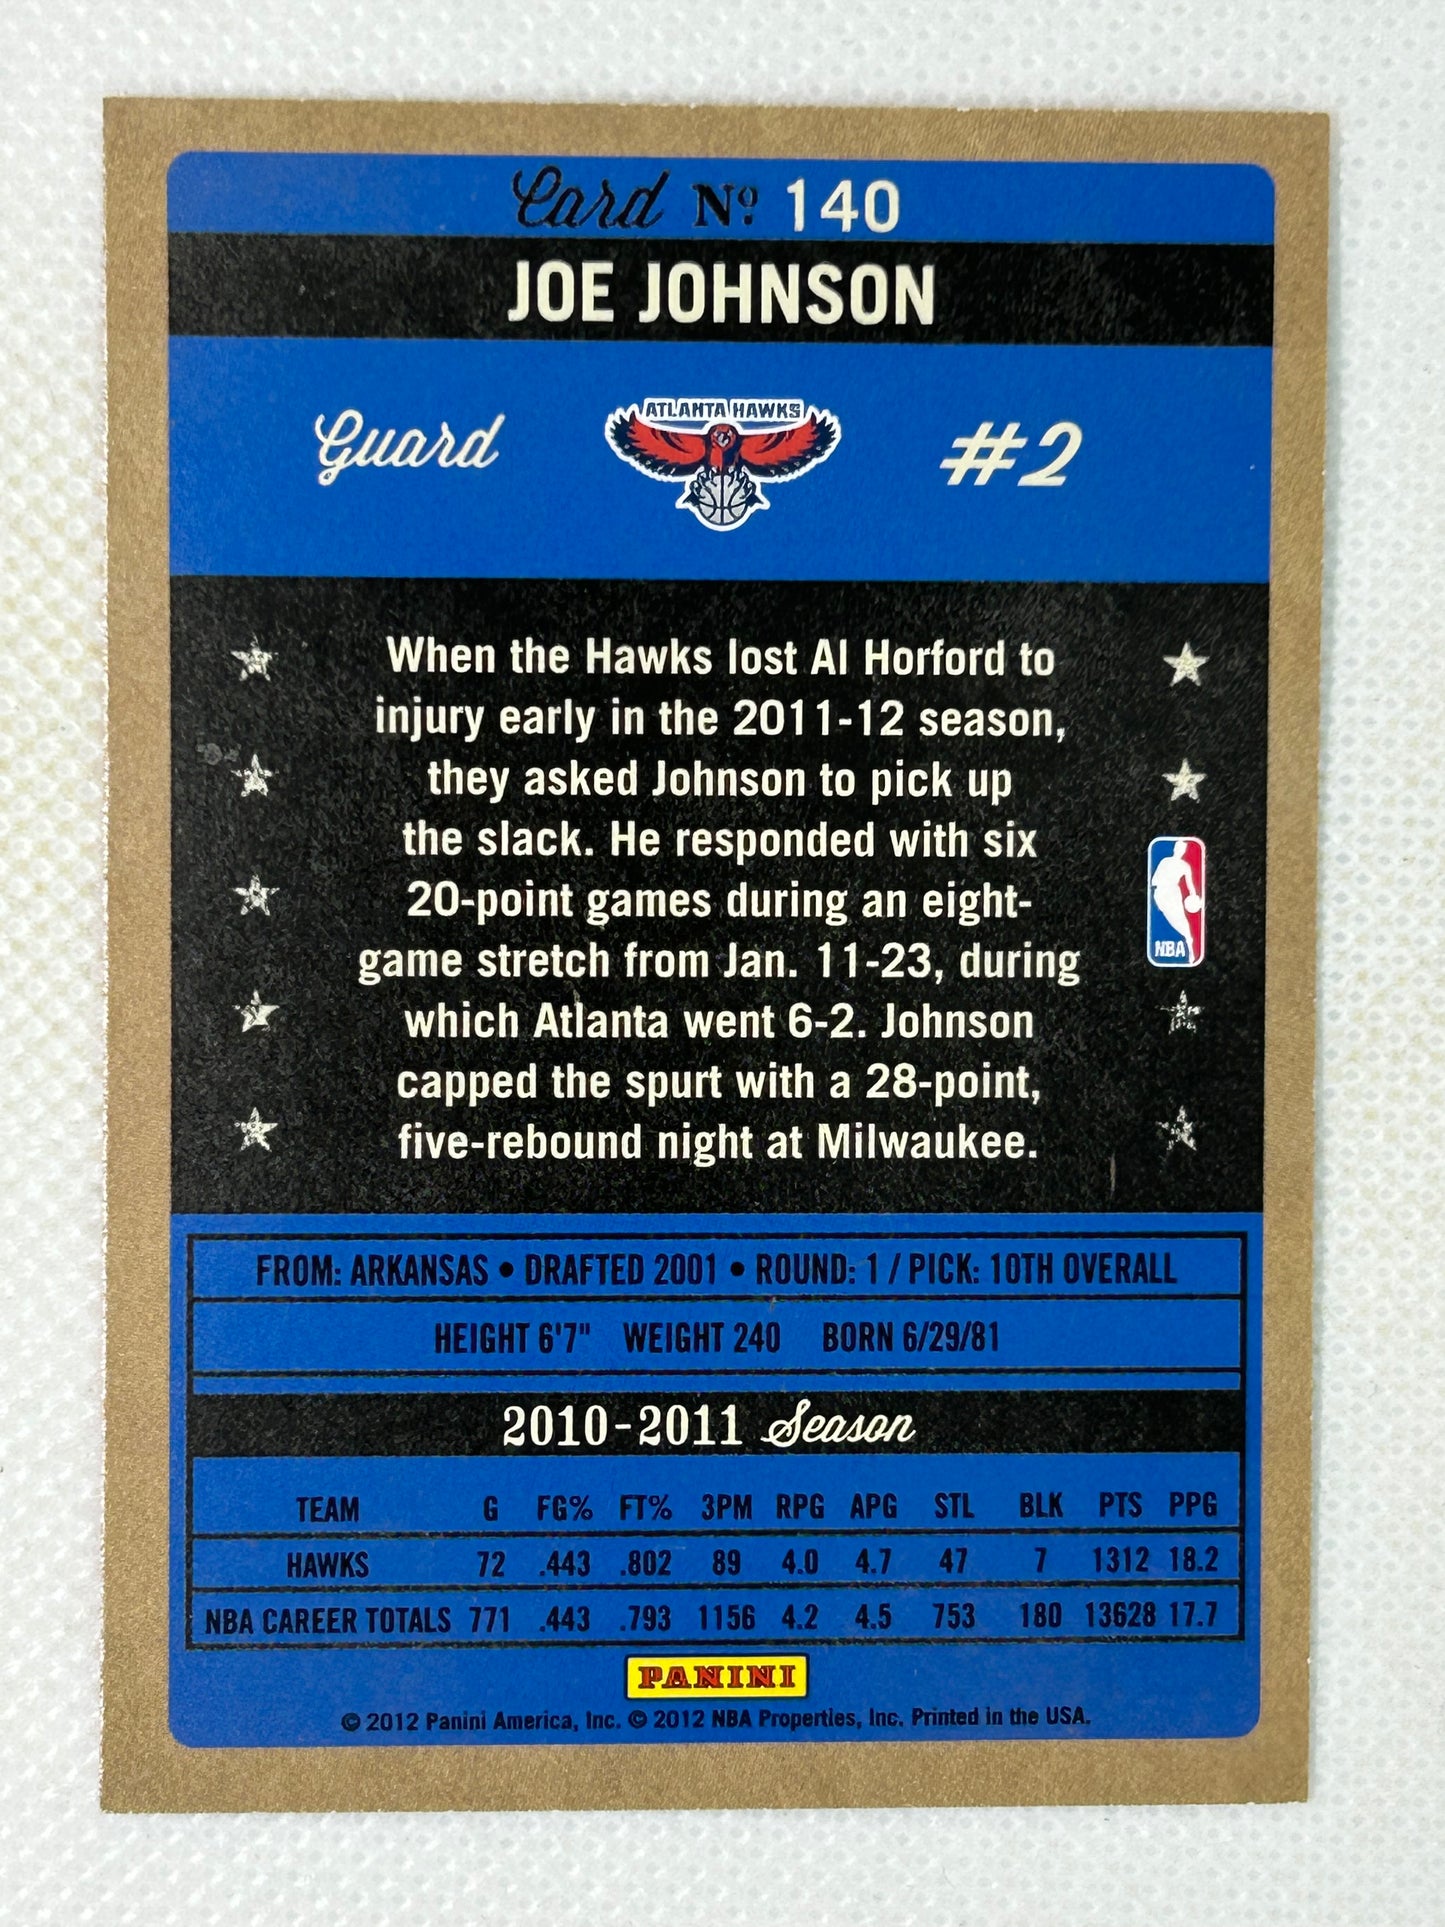 Card No. 140
JOE JOHNSON
Guard
ATLANTA HAWKS
#2
When the Hawks lost Al Horford to
injury early in the 2011-12 season,
they asked Johnson to pick up
the slack. He responded with six
20-point games during an eight-
game stretch from Jan. 11-23, during
which Atlanta went 6-2. Johnson
capped the spurt with a 28-point,
five-rebound night at Milwaukee.
NBA
FROM: ARKANSAS • DRAFTED 2001 • ROUND: 1 / PICK: 10TH OVERALL
HEIGHT 6'7" WEIGHT 240 BORN 6/29/81
2010-2011 Season
TEAM G FG% FT% 3PM RPG APG STL BLK PTS PPG
HAWKS 72 .443 .802 89 4.0 4.7 47 7 1312 18.2
NBA CAREER TOTALS 771 .443 .793 1156 4.2 4.5 753 180 13628 17.7
PANINI
© 2012 Panini America, Inc. © 2012 NBA Properties, Inc. Printed in the USA.